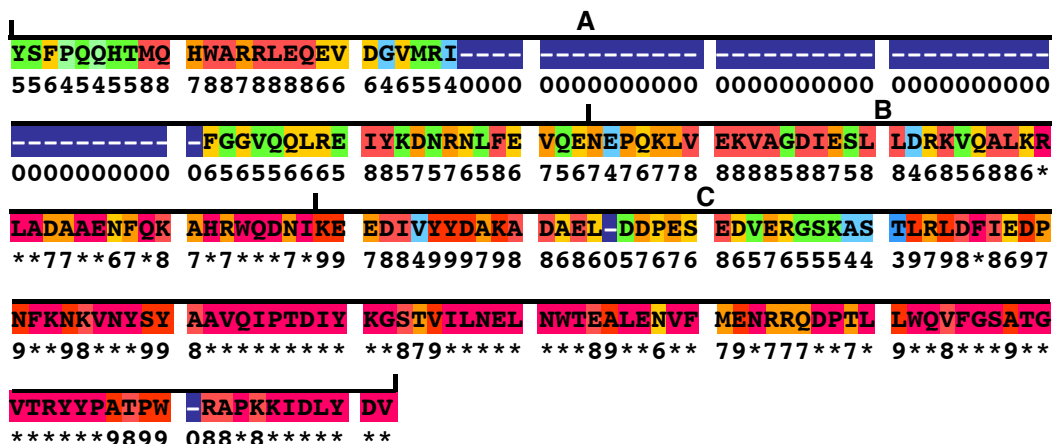 A
YSFPQQHTMQ HWARRLEQEV DGVMRI---- ---------- ---------- ----------
5564545588 7887888866 6465540000 0000000000 0000000000 0000000000
B
---------- -FGGVQQLRE IYKDNRNLFE VQENEPQKLV EKVAGDIESL LDRKVQALKR
0000000000 0656556665 8857576586 7567476778 8888588758 846856886*
C
LADAAENFQK AHRWQDNIKE EDIVYYDAKA DAEL-DDPES EDVERGSKAS TLRLDFIEDP
**77**67*8 7*7***7*99 7884999798 8686057676 8657655544 39798*8697
NFKNKVNYSY AAVQIPTDIY KGSTVILNEL NWTEALENVF MENRRQDPTL LWQVFGSATG
9**98***99 8********* **879***** ***89**6** 79*777**7* 9**8***9**
VTRYYPATPW -RAPKKIDLY DV
******9899 088*8***** **